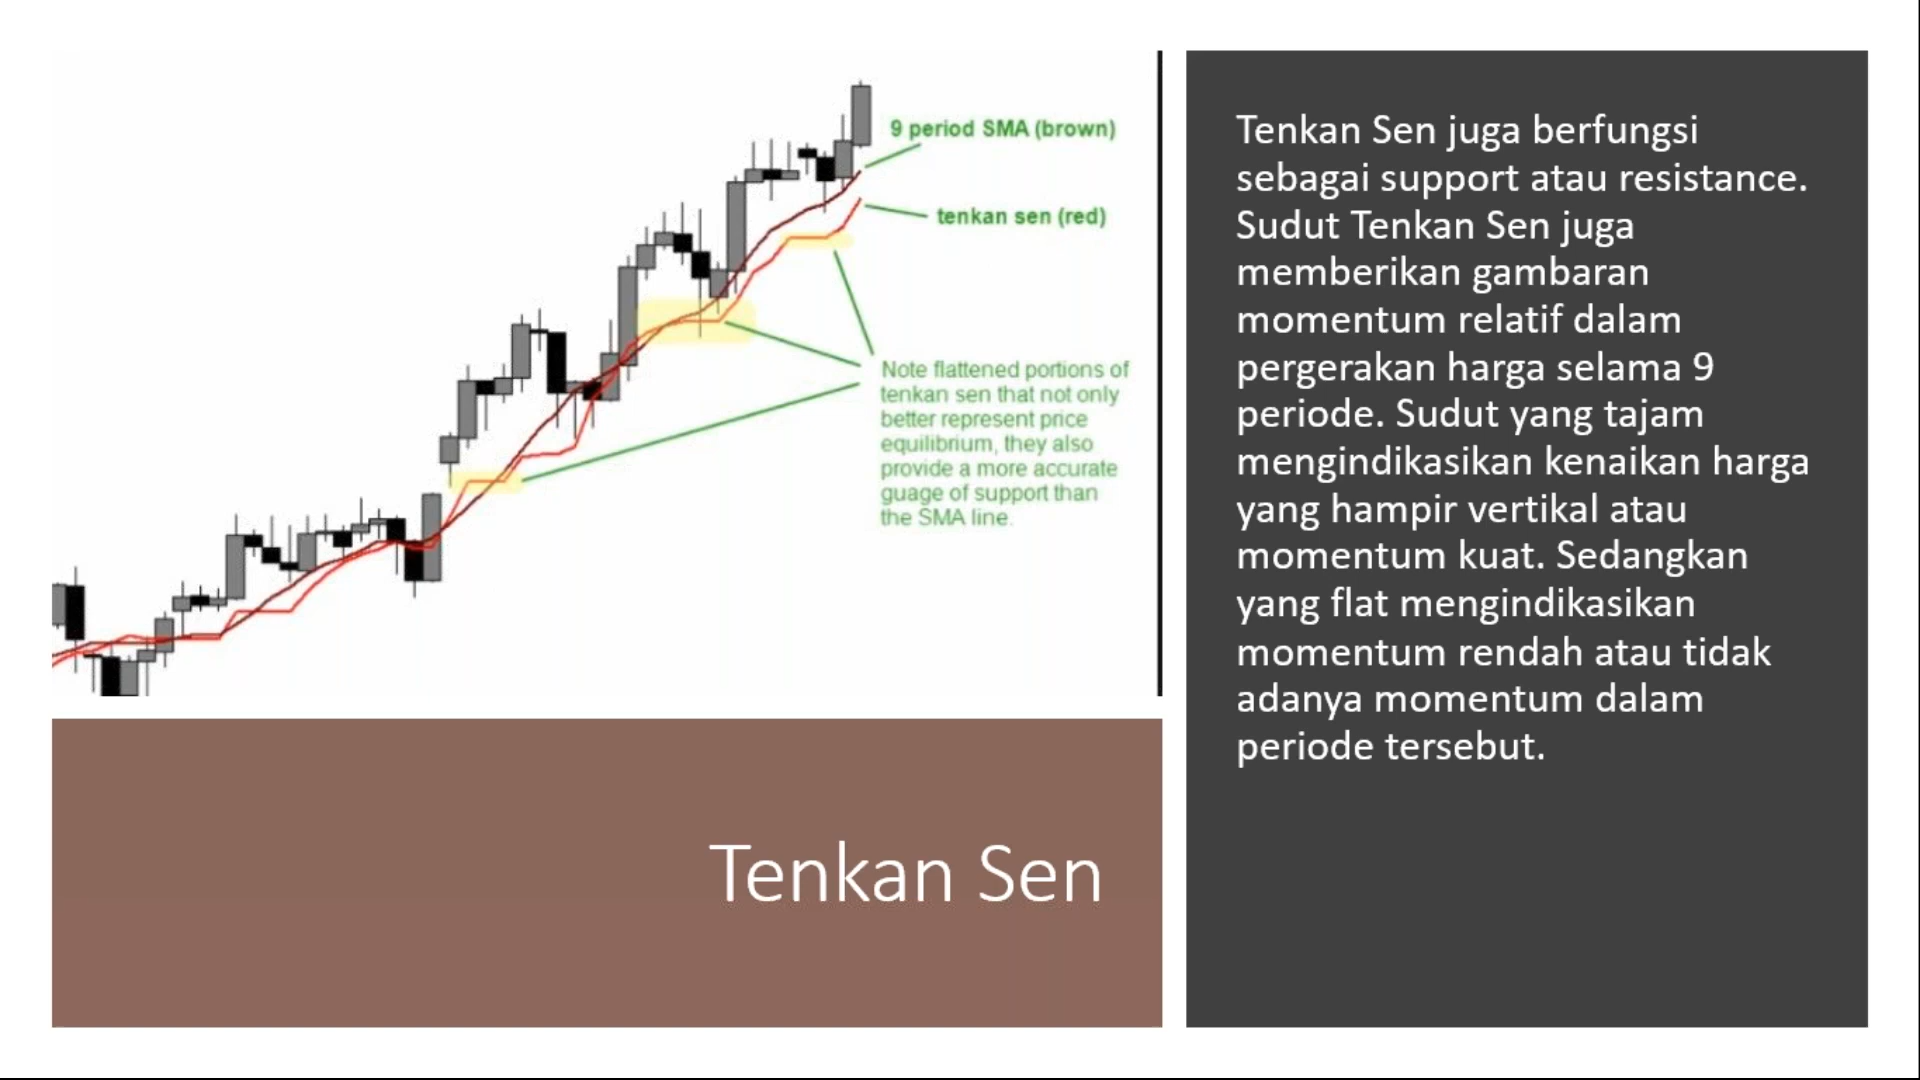 9 period SMA (brown)
tenkan sen (red)
Note flattened portions of
tenkan sen that not only
better represent price
equilibrium, they also
provide a more accurate
guage of support than
the SMA line.
Tenkan Sen
Tenkan Sen juga berfungsi
sebagai support atau resistance.
Sudut Tenkan Sen juga
memberikan gambaran
momentum relatif dalam
pergerakan harga selama 9
periode. Sudut yang tajam
mengindikasikan kenaikan harga
yang hampir vertikal atau
momentum kuat. Sedangkan
yang flat mengindikasikan
momentum rendah atau tidak
adanya momentum dalam
periode tersebut.